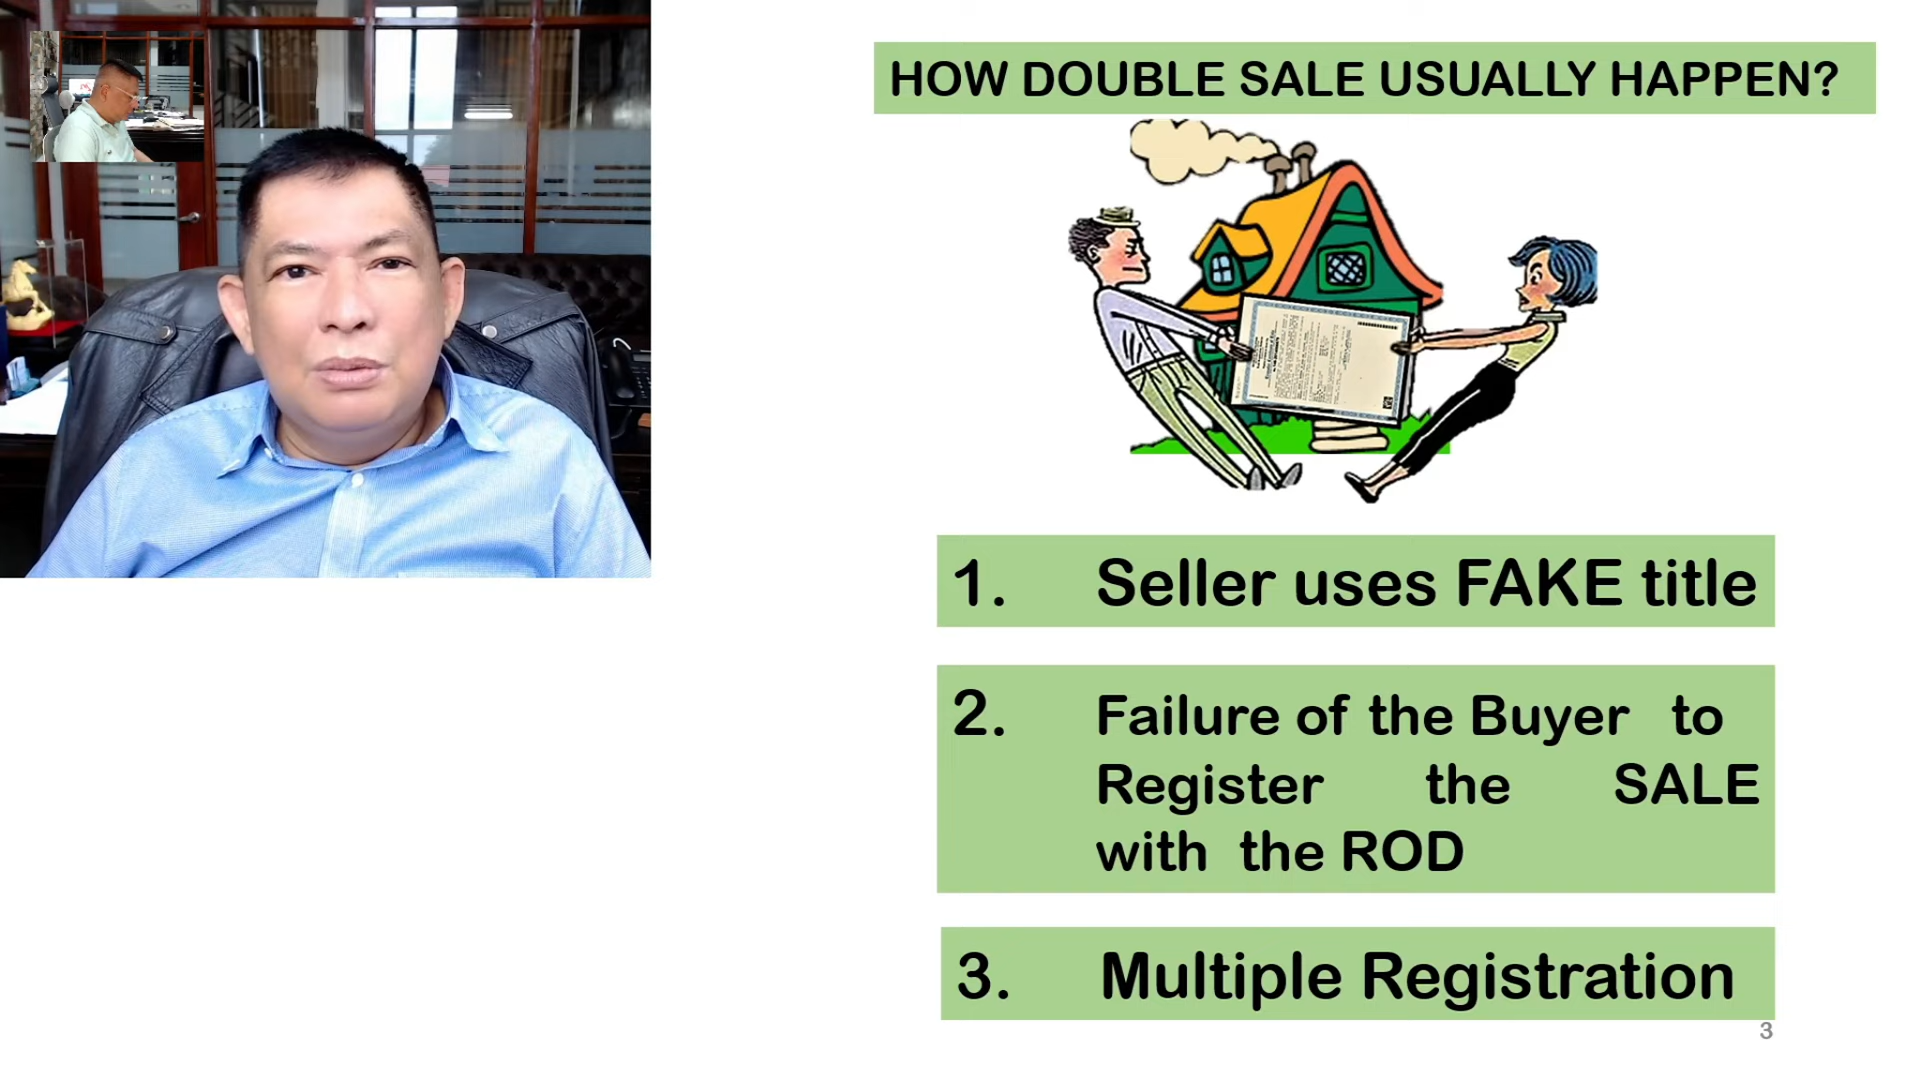 HOW DOUBLE SALE USUALLY HAPPEN?
1. Seller uses FAKE title
2. Failure of the Buyer to
Register the SALE
with the ROD
3. Multiple Registration
3